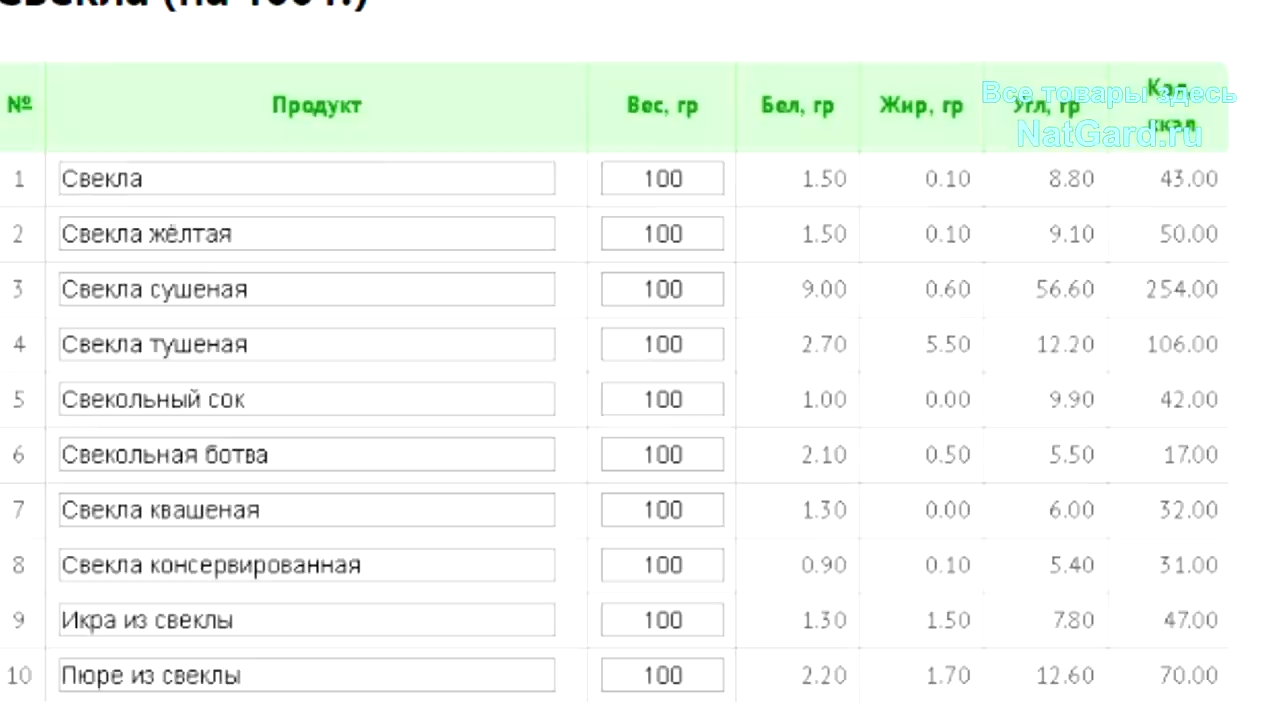 Свекла (на 100 г.)
№ Продукт Вес, гр Бел, гр Жир, гр Угл, гр Кал, ккал
Все товары здесь
NatGard.ru
1 Свекла 100 1.50 0.10 8.80 43.00
2 Свекла жёлтая 100 1.50 0.10 9.10 50.00
3 Свекла сушеная 100 9.00 0.60 56.60 254.00
4 Свекла тушеная 100 2.70 5.50 12.20 106.00
5 Свекольный сок 100 1.00 0.00 9.90 42.00
6 Свекольная ботва 100 2.10 0.50 5.50 17.00
7 Свекла квашеная 100 1.30 0.00 6.00 32.00
8 Свекла консервированная 100 0.90 0.10 5.40 31.00
9 Икра из свеклы 100 1.30 1.50 7.80 47.00
10 Пюре из свеклы 100 2.20 1.70 12.60 70.00